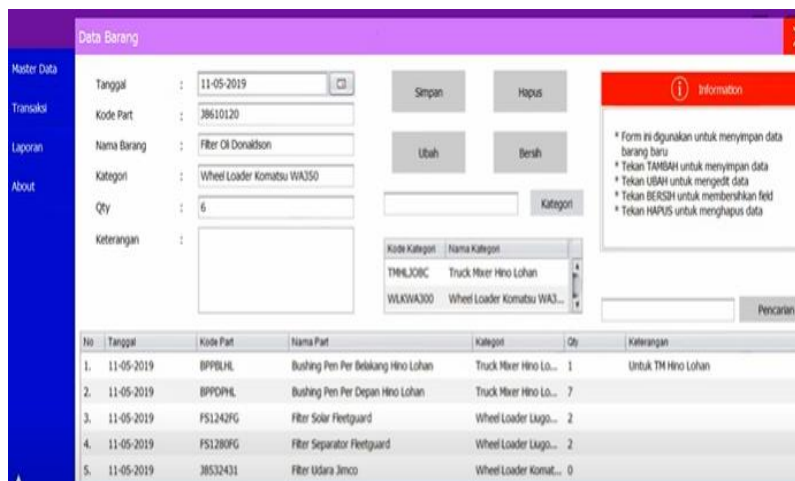 Data Barang
Master Data
Transaksi
Laporan
About
Tanggal : 11-05-2019
Kode Part : J8610120
Nama Barang : Filter Oli Donaldson
Kategori : Wheel Loader Komatsu WA350
Qty : 6
Keterangan :
Simpan Hapus
Ubah Bersih
Kategori
Kode Kategori Nama Kategori
TMHLJO8C Truck Mixer Hino Lohan
WLKWA300 Wheel Loader Komatsu WA3...
Information
* Form ini digunakan untuk menyimpan data
barang baru
* Tekan TAMBAH untuk menyimpan data
* Tekan UBAH untuk mengedit data
* Tekan BERSIH untuk membersihkan field
* Tekan HAPUS untuk menghapus data
Pencarian
No Tanggal Kode Part Nama Part Kategori Qty Keterangan
1. 11-05-2019 BPPBLHL Bushing Pen Per Belakang Hino Lohan Truck Mixer Hino Lo... 1 Untuk TM Hino Lohan
2. 11-05-2019 BPPDPHL Bushing Pen Per Depan Hino Lohan Truck Mixer Hino Lo... 7
3. 11-05-2019 FS1242FG Filter Solar Fleetguard Wheel Loader Liugo... 2
4. 11-05-2019 FS1280FG Filter Separator Fleetguard Wheel Loader Liugo... 2
5. 11-05-2019 J8532431 Filter Udara Jimco Wheel Loader Komat... 0